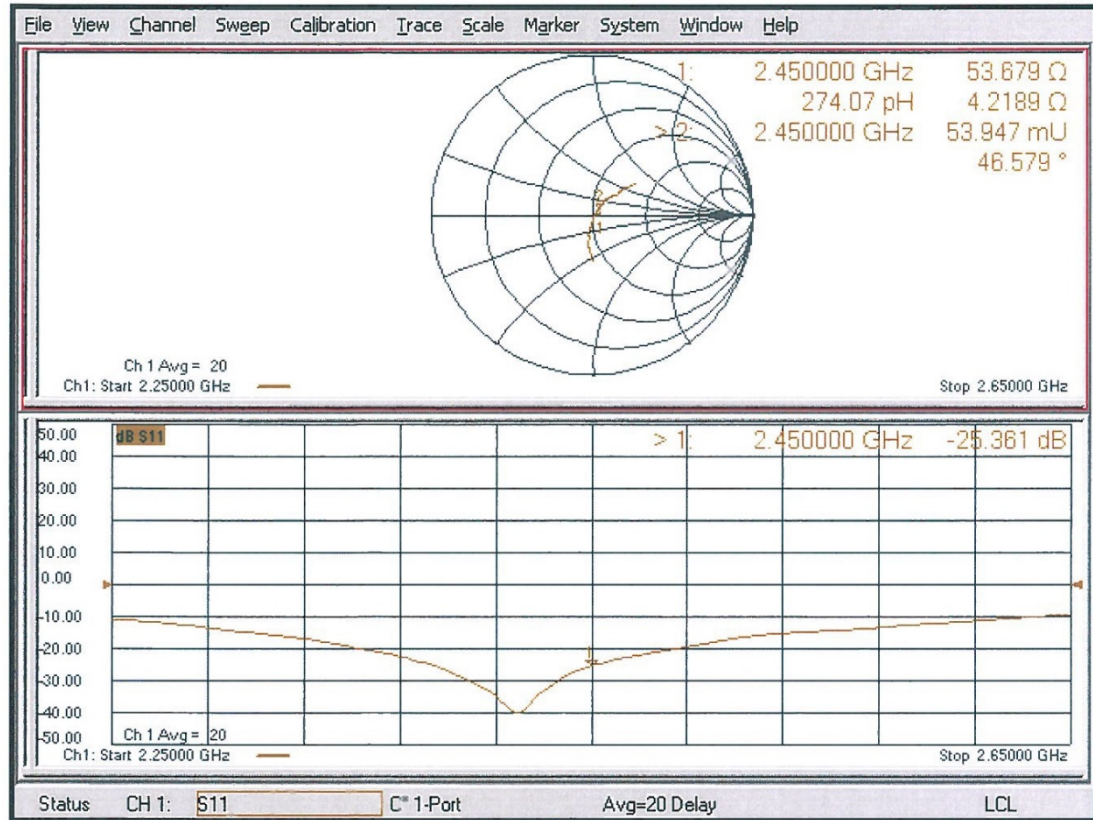 File View Channel Sweep Calibration Trace Scale Marker System Window Help
1: 2.450000 GHz 53.679 Ω
274.07 pH 4.2189 Ω
> 2: 2.450000 GHz 53.947 mU
46.579 °
2
1
Ch 1 Avg = 20
Ch1: Start 2.25000 GHz
Stop 2.65000 GHz
50.00
dB S11
> 1: 2.450000 GHz -25.361 dB
40.00
30.00
20.00
10.00
0.00
-10.00
-20.00
1
-30.00
-40.00
-50.00
Ch 1 Avg = 20
Ch1: Start 2.25000 GHz
Stop 2.65000 GHz
Status CH 1: S11 C* 1-Port Avg=20 Delay LCL